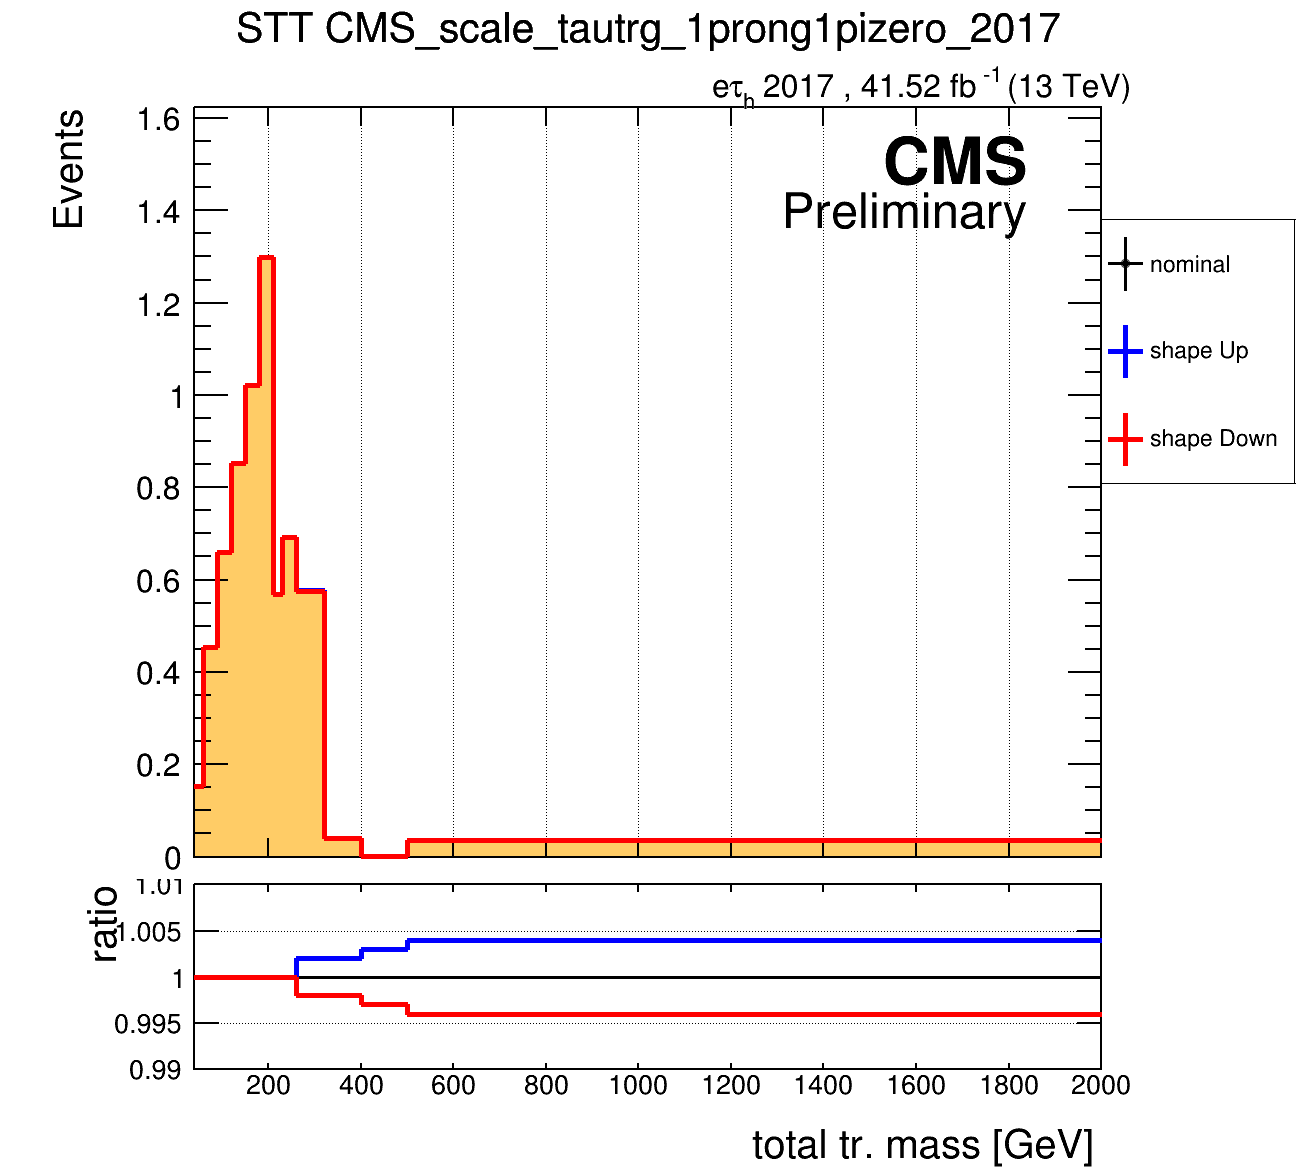 STT CMS_scale_tautrg_1prong1pizero_2017
eτh 2017 , 41.52 fb -1 (13 TeV)
Events
1.6
1.4
1.2
1
0.8
0.6
0.4
0.2
0
CMS
Preliminary
nominal
shape Up
shape Down
ratio
1.01
1.005
1
0.995
0.99
200 400 600 800 1000 1200 1400 1600 1800 2000
total tr. mass [GeV]